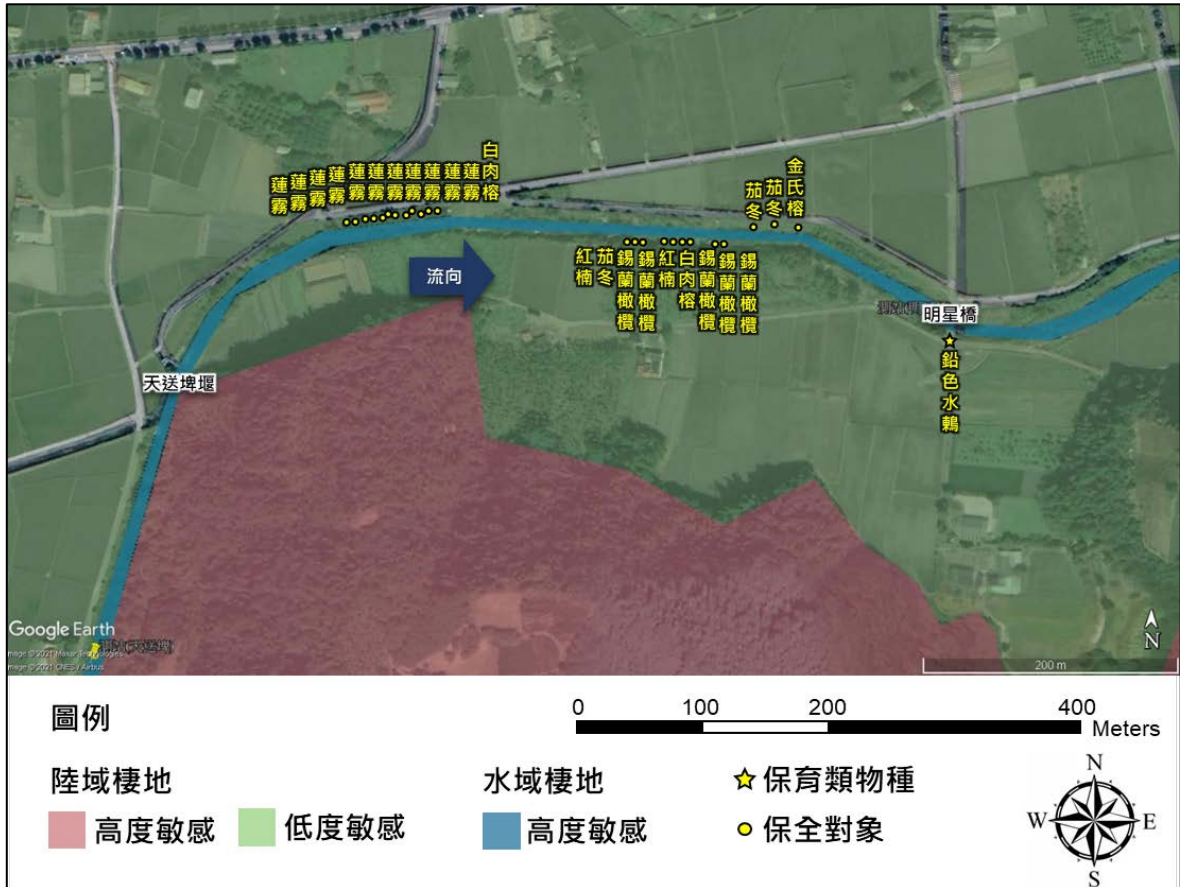 蓮霧
蓮霧
蓮霧
蓮霧
蓮霧
蓮霧
蓮霧
蓮霧
蓮霧
蓮霧
蓮霧
白肉榕
茄冬
茄冬
金氏榕
流向
紅楠
茄冬
錫蘭橄欖
錫蘭橄欖
紅楠
白肉榕
錫蘭橄欖
錫蘭橄欖
錫蘭橄欖
明星橋
鉛色水鶇
天送埤堰
Google Earth
N
200 m
圖例
0 100 200 400
Meters
陸域棲地
高度敏感
低度敏感
水域棲地
高度敏感
保育類物種
保全對象
N
W
E
S